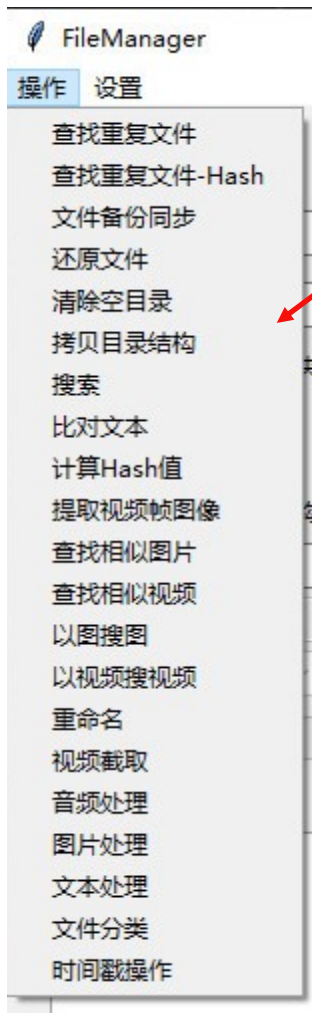 FileManager
操作 设置
查找重复文件
查找重复文件-Hash
文件备份同步
还原文件
清除空目录
拷贝目录结构
搜索
比对文本
计算Hash值
提取视频帧图像
查找相似图片
查找相似视频
以图搜图
以视频搜视频
重命名
视频截取
音频处理
图片处理
文本处理
文件分类
时间戳操作